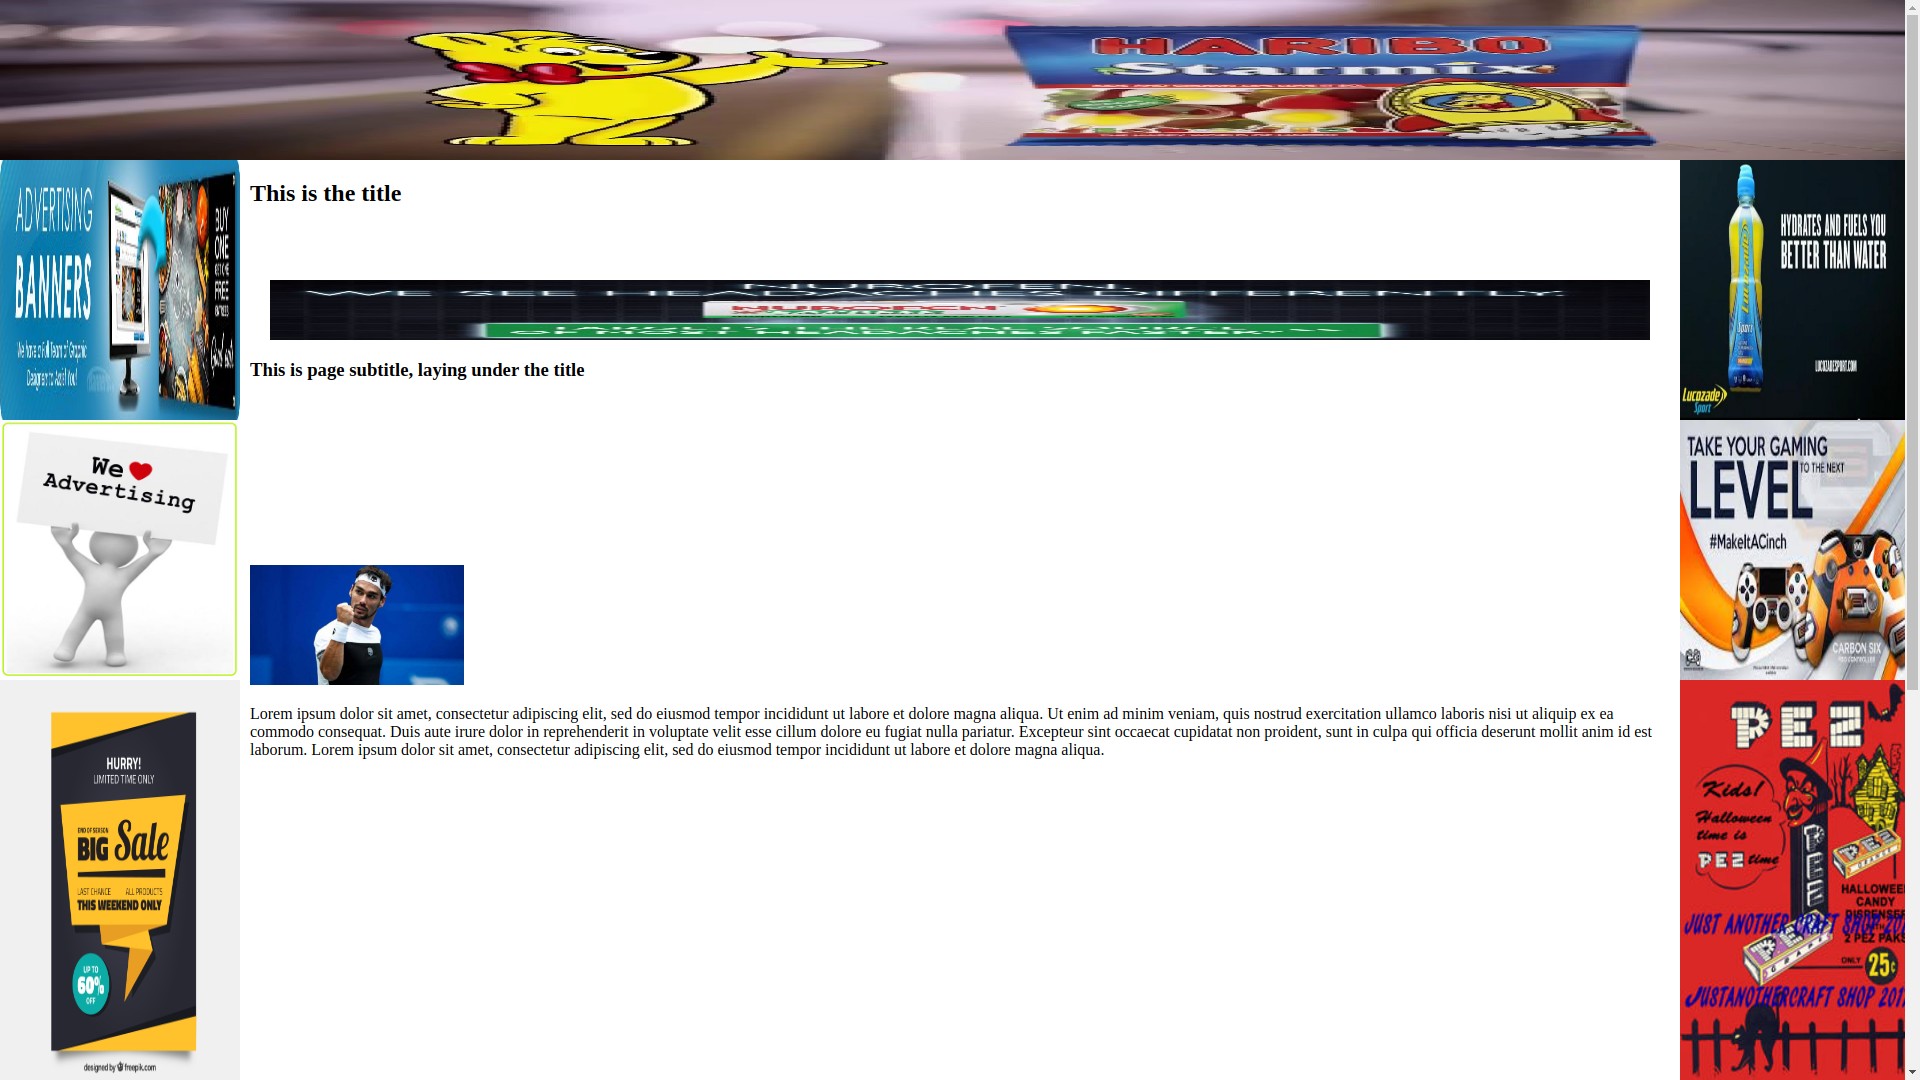 HARIBO
Starmix
ADVERTISING
BANNERS
We have a Full Team of Graphic
Designers to Assist You!
BUY
ONE
GET ONE
FREE
This is the title
WE SEE HEADACHES DIFFERENTLY
This is page subtitle, laying under the title
HYDRATES AND FUELS YOU
BETTER THAN WATER
Lucozade
Sport
LUCOZADESPORT.COM
Lucozade
Sport
We
Advertising
TAKE YOUR GAMING
LEVEL TO THE NEXT
#MakeItACinch
CARBON SIX
Lorem ipsum dolor sit amet, consectetur adipiscing elit, sed do eiusmod tempor incididunt ut labore et dolore magna aliqua. Ut enim ad minim veniam, quis nostrud exercitation ullamco laboris nisi ut aliquip ex ea
commodo consequat. Duis aute irure dolor in reprehenderit in voluptate velit esse cillum dolore eu fugiat nulla pariatur. Excepteur sint occaecat cupidatat non proident, sunt in culpa qui officia deserunt mollit anim id est
laborum. Lorem ipsum dolor sit amet, consectetur adipiscing elit, sed do eiusmod tempor incididunt ut labore et dolore magna aliqua.
HURRY!
LIMITED TIME ONLY
END OF SEASON
BIG Sale
LAST CHANCE ALL PRODUCTS
THIS WEEKEND ONLY
UP TO
60%
OFF
designed by freepik.com
PEZ
Kids!
Halloween
time is
PEZ time
PEZ
PEZ
HALLOWEE
CANDY
DISPENSE
2 PEZ PAKS
ONLY 25¢
JUST ANOTHER CRAFT SHOP 201
JUSTANOTHERCRAFT SHOP 201